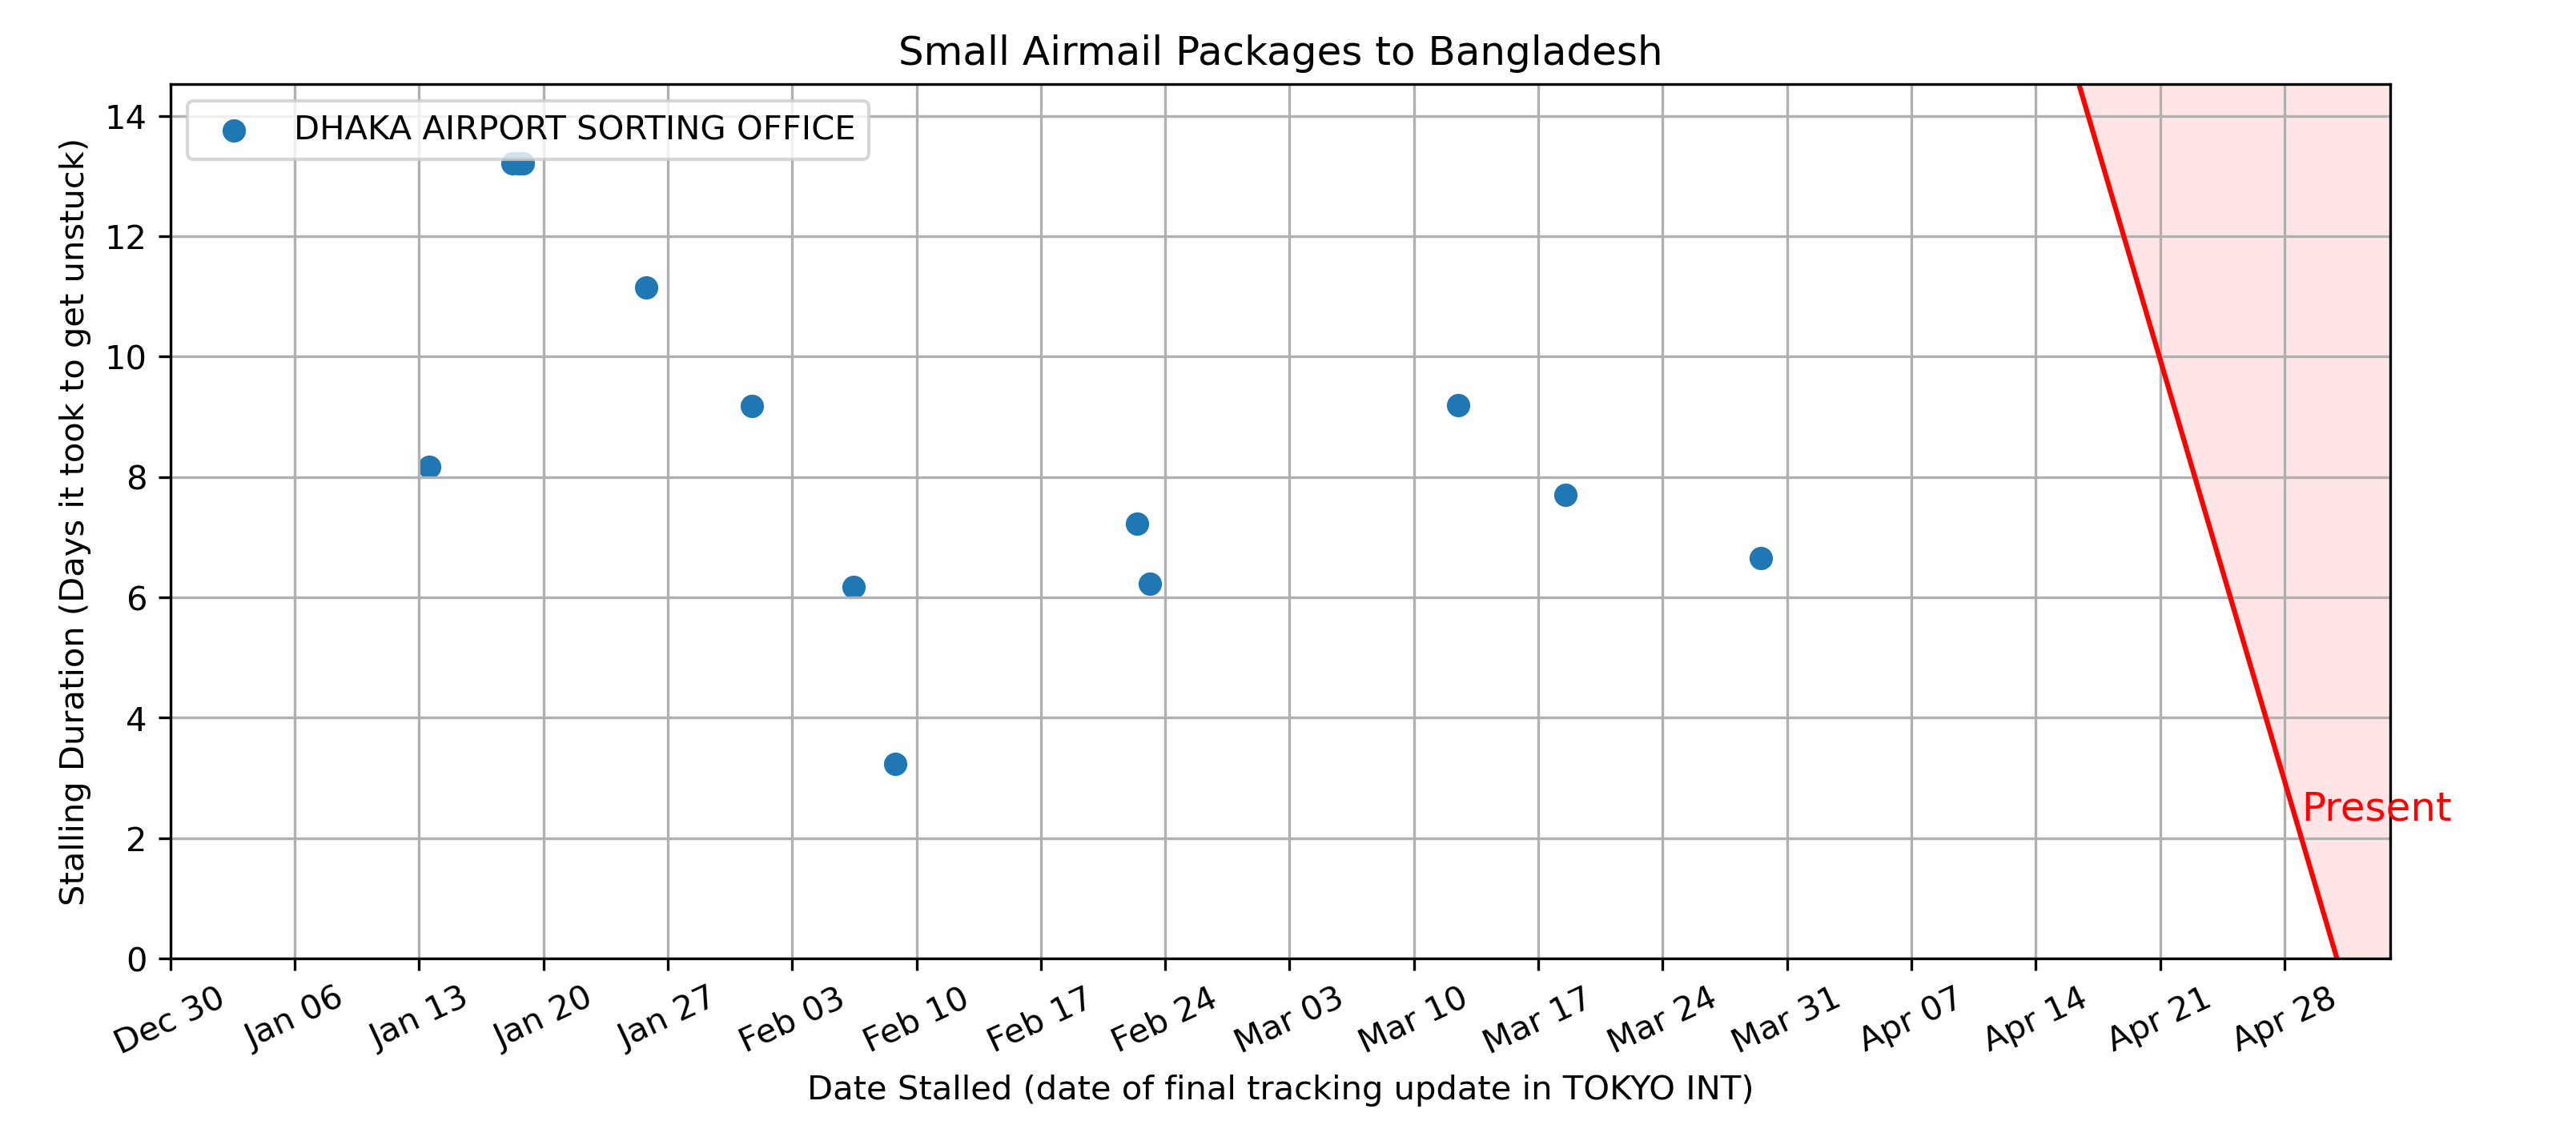 Small Airmail Packages to Bangladesh
DHAKA AIRPORT SORTING OFFICE
Stalling Duration (Days it took to get unstuck)
14
12
10
8
6
4
2
0
Present
Dec 30
Jan 06
Jan 13
Jan 20
Jan 27
Feb 03
Feb 10
Feb 17
Feb 24
Mar 03
Mar 10
Mar 17
Mar 24
Mar 31
Apr 07
Apr 14
Apr 21
Apr 28
Date Stalled (date of final tracking update in TOKYO INT)